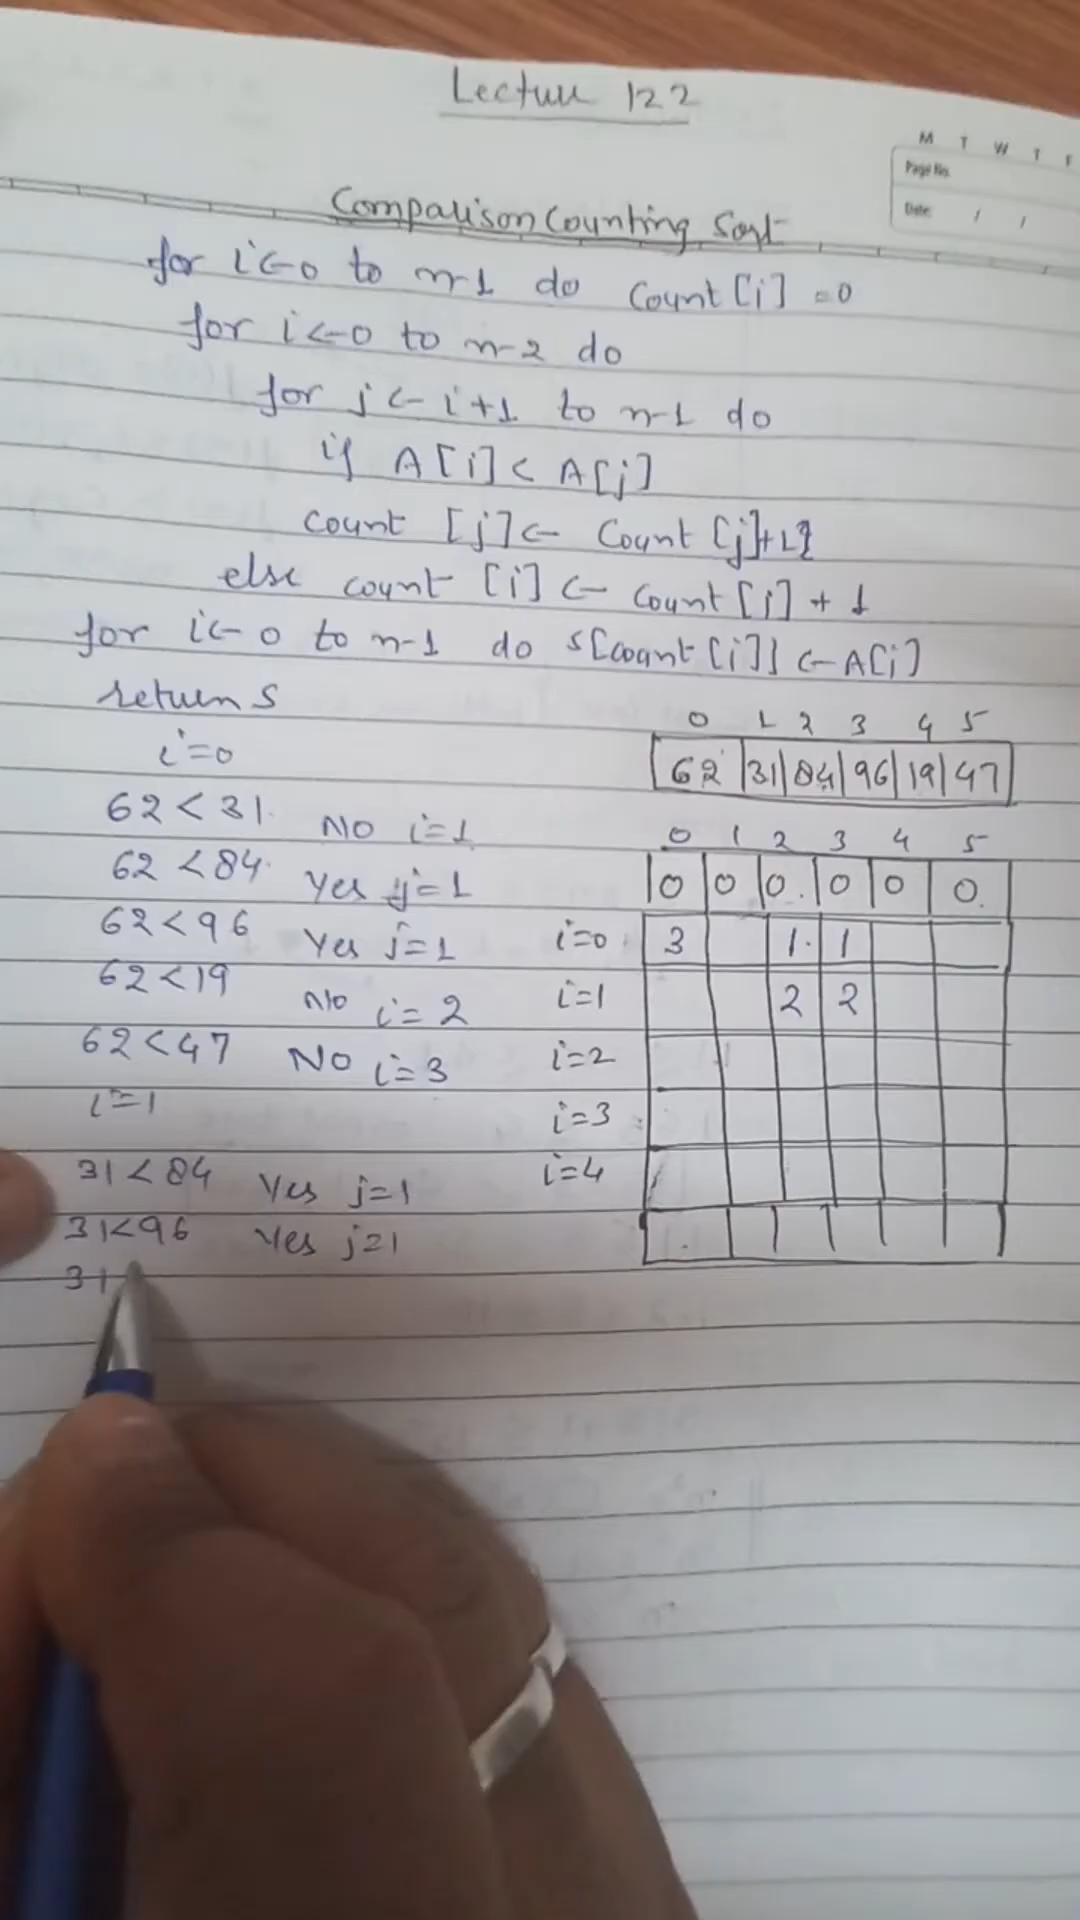 Lecture 122
M T W T F
Page No.
Date: / /
Comparison Counting Sort
for i<-0 to n-1 do Count[i] =0
for i<-0 to n-2 do
for j<-i+1 to n-1 do
if A[i]< A[j]
count [j]<- Count [j]+1}
else count [i] <- Count[i] + 1
for i<-0 to n-1 do S[count[i]] <-A[i]
return S
0 1 2 3 4 5
i=0
62 31 84 96 19 47
62<31 NO i=1
0 1 2 3 4 5
62<84 Yes j=1
0 0 0 0 0 0
62<96 Yes j=1
i=0 3 1 1
62<19 NO i=2
i=1 2 2
62<47 NO i=3
i=2
i=1
i=3
31<84 Yes j=1
i=4
31<96 Yes j=1
31